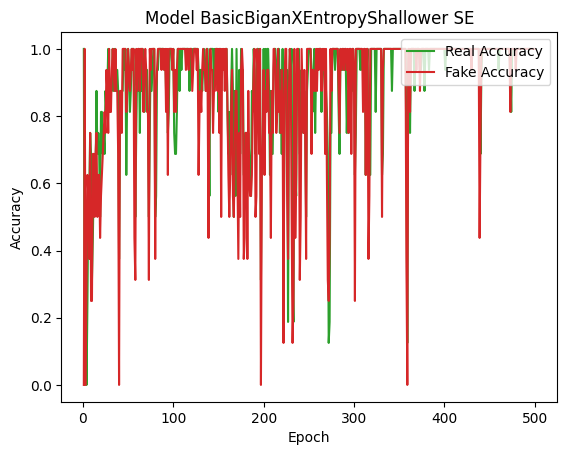 Model BasicBiganXEntropyShallower SE
Real Accuracy
Fake Accuracy
Accuracy
1.0
0.8
0.6
0.4
0.2
0.0
0 100 200 300 400 500
Epoch